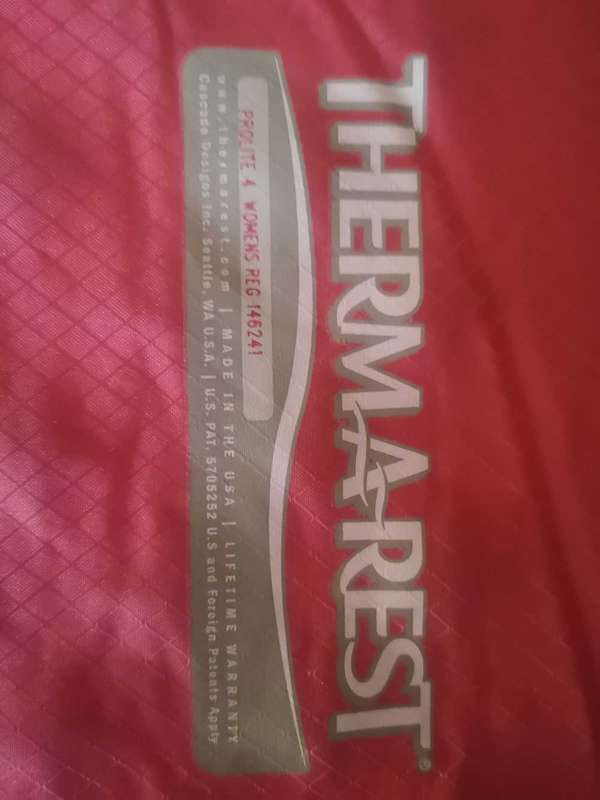 THERMAREST®
PROLITE 4 WOMENS REG 146241
www.thermarest.com | MADE IN THE USA | LIFETIME WARRANTY
Cascade Designs Inc. Seattle, WA U.S.A. | U.S. PAT. 5705252 U.S and Foreign Patents Apply